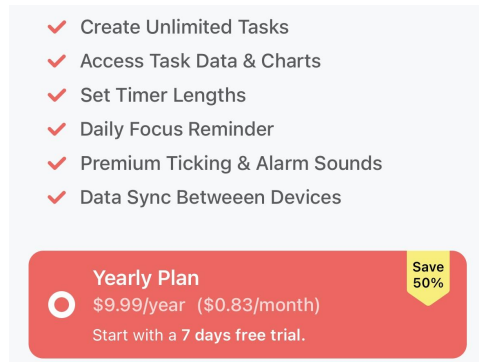 Create Unlimited Tasks
Access Task Data & Charts
Set Timer Lengths
Daily Focus Reminder
Premium Ticking & Alarm Sounds
Data Sync Betweeen Devices
Save
50%
Yearly Plan
$9.99/year ($0.83/month)
Start with a 7 days free trial.